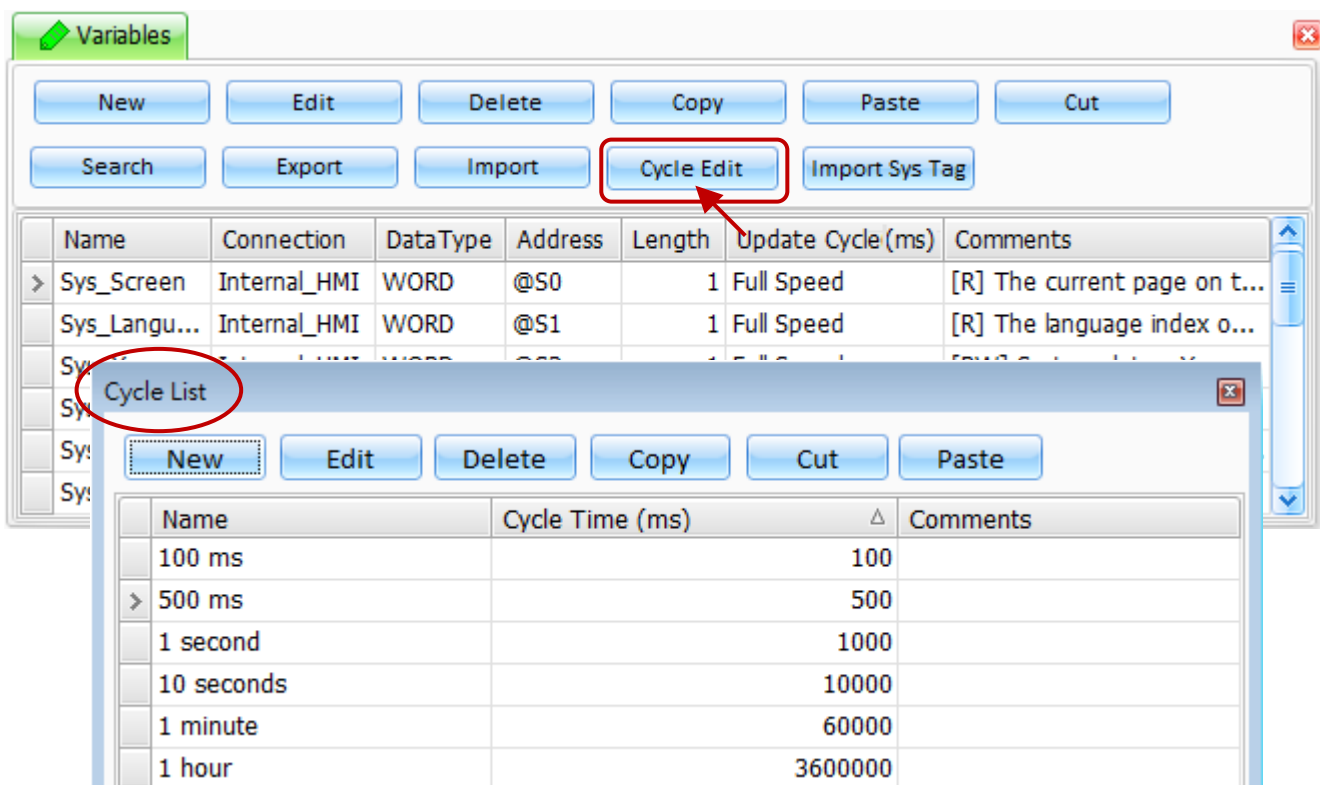 Variables
New Edit Delete Copy Paste Cut
Search Export Import Cycle Edit Import Sys Tag
Name Connection DataType Address Length Update Cycle(ms) Comments
Sys_Screen Internal_HMI WORD @S0 1 Full Speed [R] The current page on t...
Sys_Langu... Internal_HMI WORD @S1 1 Full Speed [R] The language index o...
Cycle List
New Edit Delete Copy Cut Paste
Name Cycle Time (ms) Comments
100 ms 100
500 ms 500
1 second 1000
10 seconds 10000
1 minute 60000
1 hour 3600000